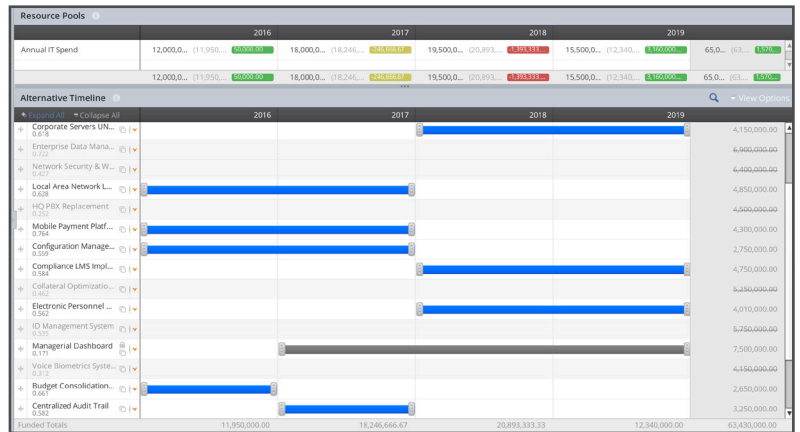 Resource Pools
2016 2017 2018 2019
Annual IT Spend 12,000,0... (11,950,... 50,000.00 18,000,0... (18,246,... -246,666.67 19,500,0... (20,893,... -1,393,333.... 15,500,0... (12,340,... 3,160,000.... 65,0... (63,... 1,570,...
12,000,0... (11,950,... 50,000.00 18,000,0... (18,246,... -246,666.67 19,500,0... (20,893,... -1,393,333.... 15,500,0... (12,340,... 3,160,000.... 65,0... (63,... 1,570,...
Alternative Timeline View Options
Expand All Collapse All 2016 2017 2018 2019
Corporate Servers UN... 4,150,000.00
0.618
Enterprise Data Mana... 6,900,000.00
0.722
Network Security & W... 6,400,000.00
0.427
Local Area Network L... 4,850,000.00
0.628
HQ PBX Replacement 4,500,000.00
0.252
Mobile Payment Platf... 4,300,000.00
0.764
Configuration Manage... 2,750,000.00
0.559
Compliance LMS Impl... 4,750,000.00
0.584
Collateral Optimizatio... 5,250,000.00
0.462
Electronic Personnel ... 4,010,000.00
0.562
ID Management System 5,750,000.00
Managerial Dashboard 7,500,000.00
0.171
Voice Biometrics Syste... 4,150,000.00
0.312
Budget Consolidation... 2,650,000.00
0.661
Centralized Audit Trail 3,250,000.00
0.582
Funded Totals 11,950,000.00 18,246,666.67 20,893,333.33 12,340,000.00 63,430,000.00